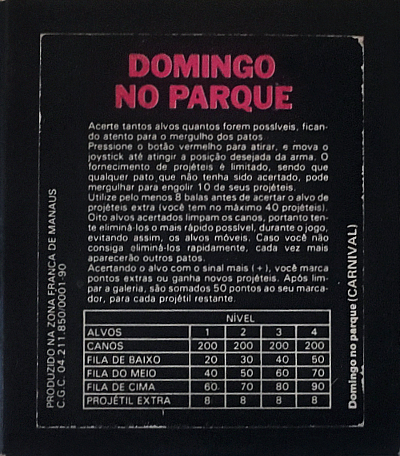 DOMINGO
NO PARQUE
Acerte tantos alvos quantos forem possíveis, fican-
do atento para o mergulho dos patos
Pressione o botão vermelho para atirar, e mova o
joystick até atingir a posição desejada da arma. O
fornecimento de projéteis é limitado, sendo que
qualquer pato que não tenha sido acertado, pode
mergulhar para engolir 10 de seus projéteis.
Utilize pelo menos 8 balas antes de acertar o alvo de
projéteis extra (você tem no máximo 40 projéteis).
Oito alvos acertados limpam os canos, portanto ten-
te eliminá-los o mais rápido possível, durante o jogo,
evitando assim, os alvos móveis. Caso você não
consiga eliminá-los rapidamente, cada vez mais
aparecerão outros patos.
Acertando o alvo com o sinal mais (+), você marca
pontos extras ou ganha novos projéteis. Após lim-
par a galeria, são somados 50 pontos ao seu marca-
dor, para cada projétil restante.
NÍVEL
ALVOS 1 2 3 4
CANOS 200 200 200 200
FILA DE BAIXO 20 30 40 50
FILA DO MEIO 40 50 60 70
FILA DE CIMA 60 70 80 90
PROJÉTIL EXTRA 8 8 8 8
PRODUZIDO NA ZONA FRANCA DE MANAUS
C.G.C. 04.211.850/0001-90
Domingo no parque (CARNIVAL)